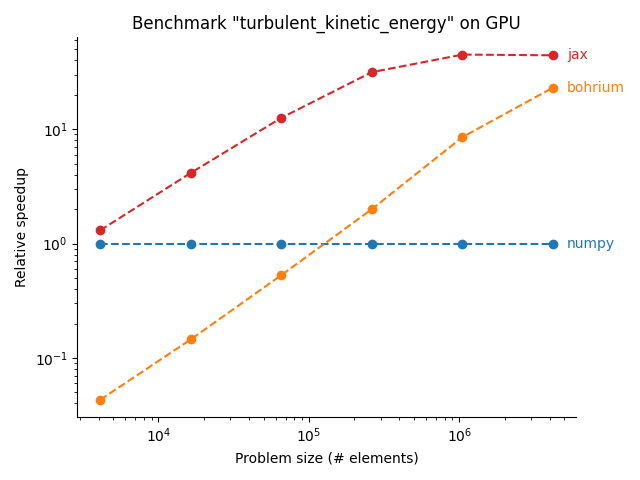 Benchmark "turbulent_kinetic_energy" on GPU
jax
bohrium
numpy
10¹
10⁰
10⁻¹
Relative speedup
10⁴
10⁵
10⁶
Problem size (# elements)